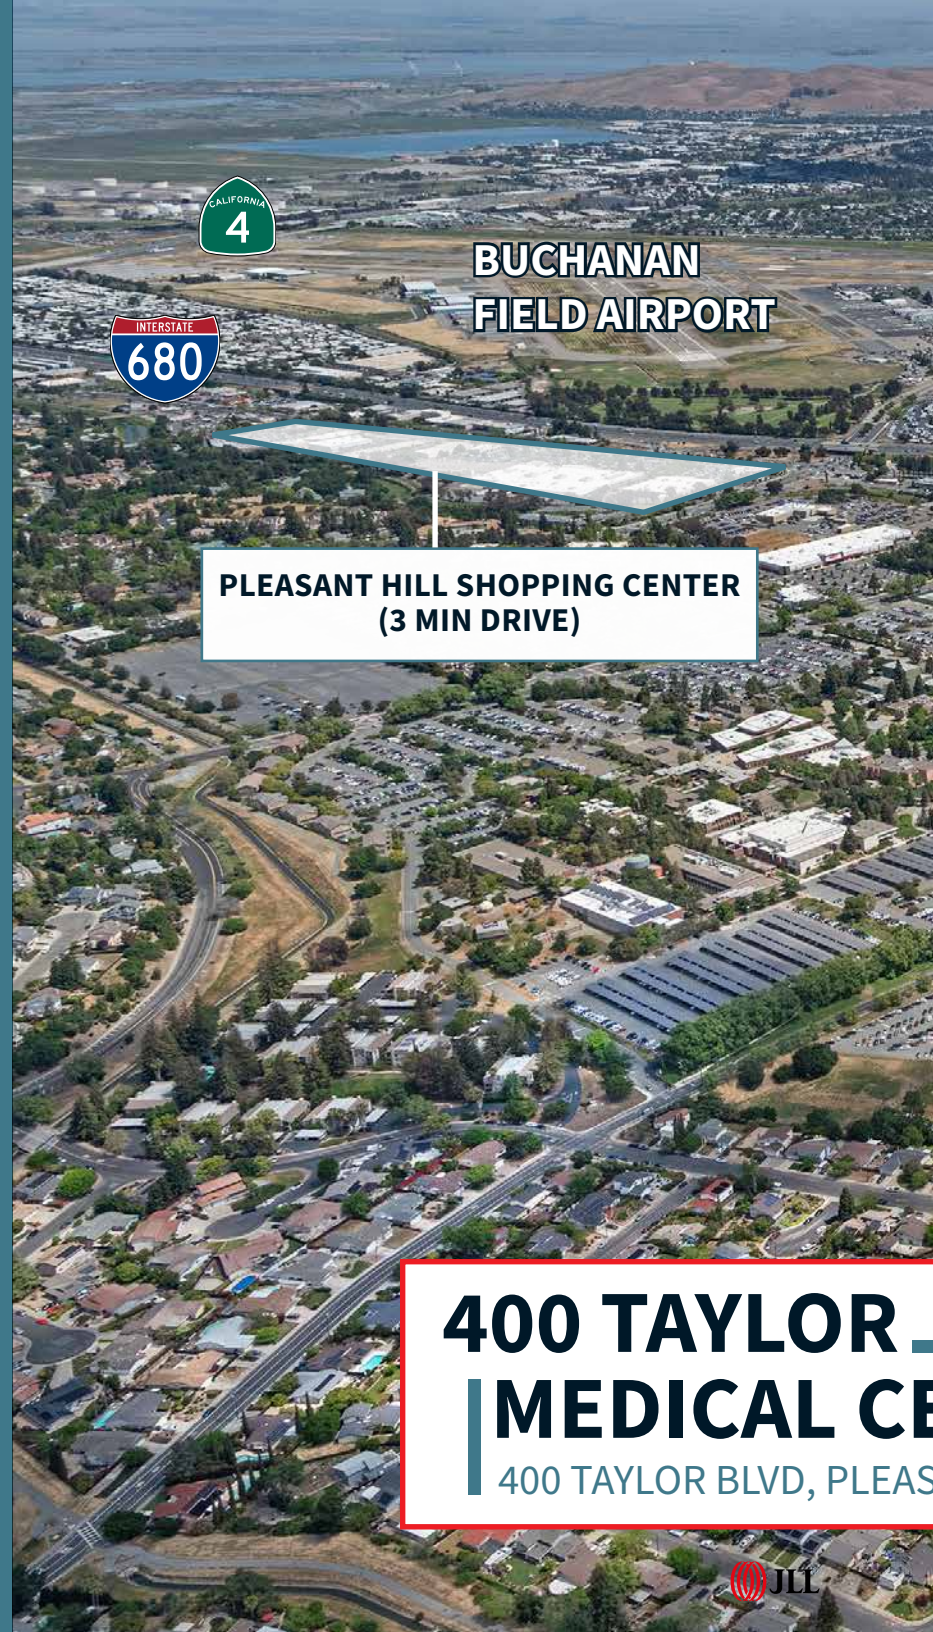 CALIFORNIA
4
BUCHANAN
FIELD AIRPORT
INTERSTATE
680
PLEASANT HILL SHOPPING CENTER
(3 MIN DRIVE)
400 TAYLOR
MEDICAL CE
400 TAYLOR BLVD, PLEAS
JLL